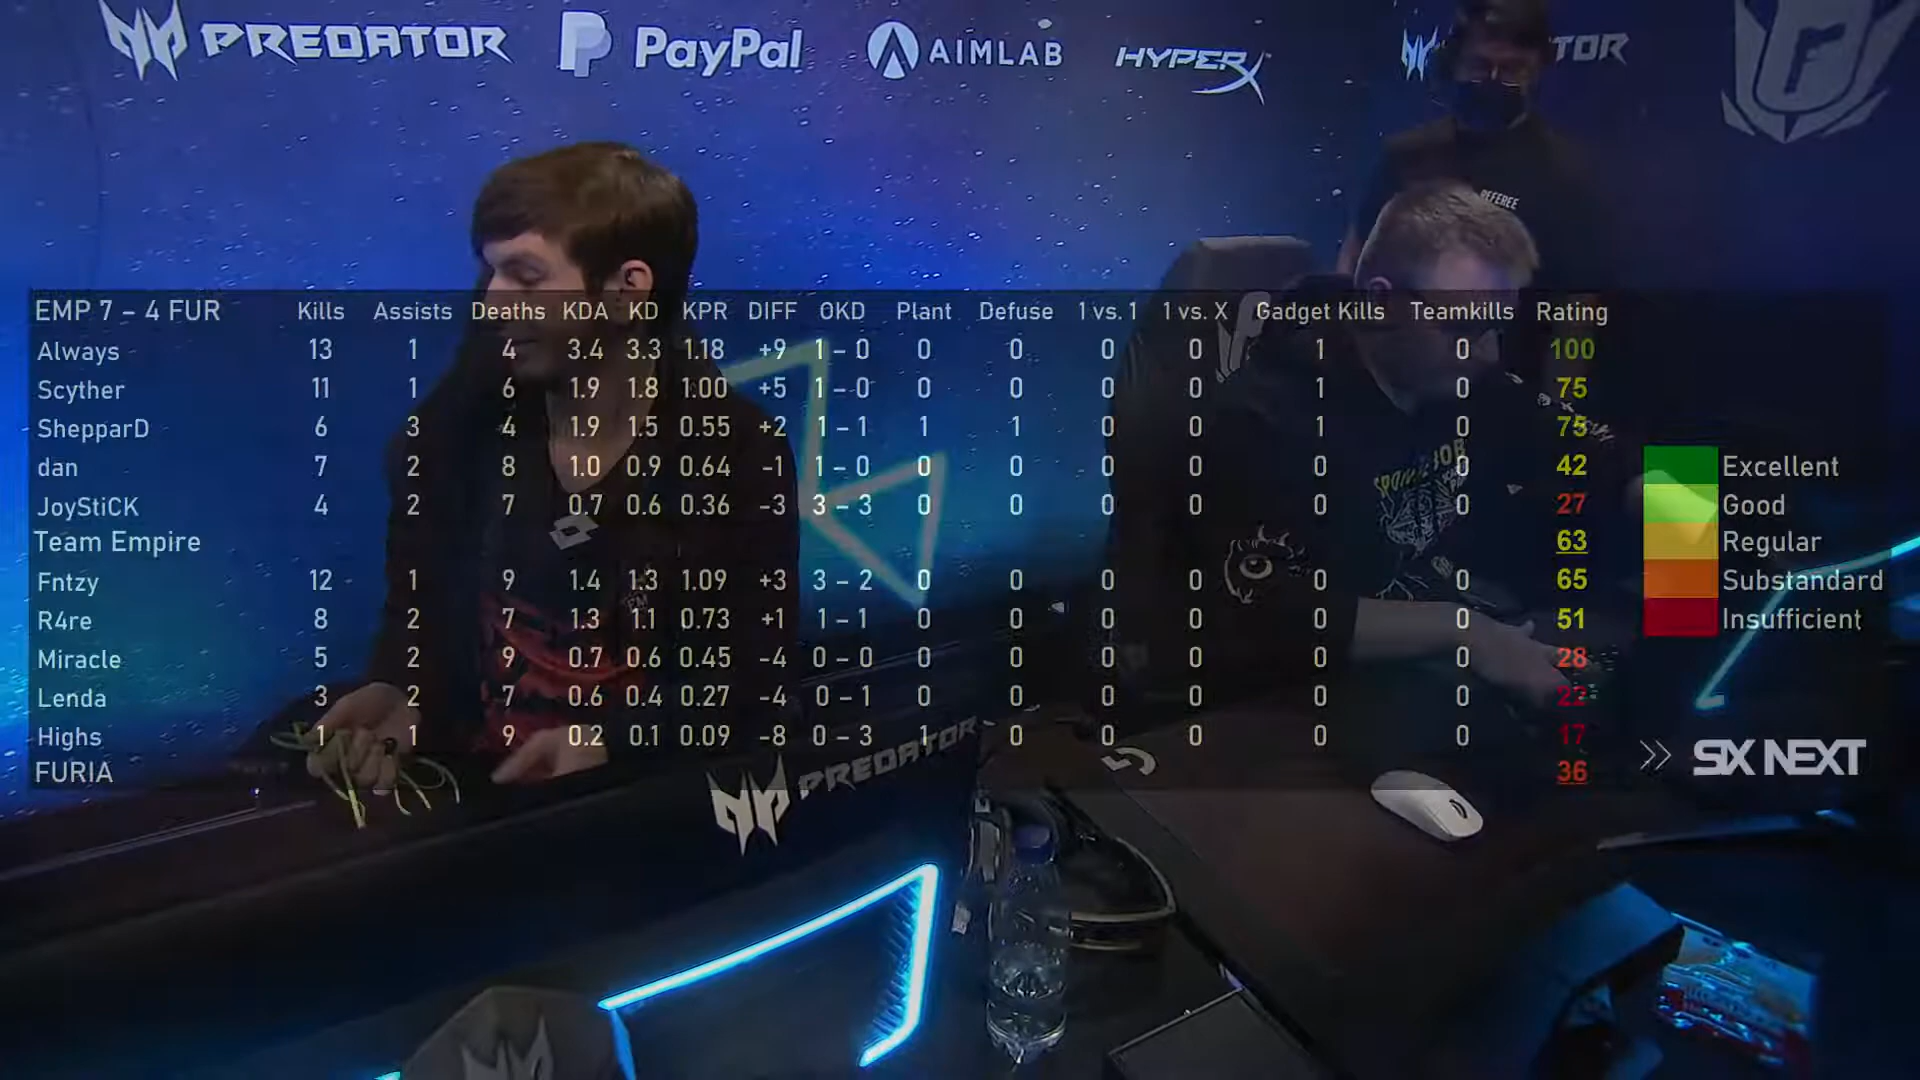 PREDATOR PayPal AIMLAB HYPERX TOR
REFEREE
EMP 7 – 4 FUR Kills Assists Deaths KDA KD KPR DIFF OKD Plant Defuse 1 vs. 1 1 vs. X Gadget Kills Teamkills Rating
Always 13 1 4 3.4 3.3 1.18 +9 1 – 0 0 0 0 0 1 0 100
Scyther 11 1 6 1.9 1.8 1.00 +5 1 – 0 0 0 0 0 1 0 75
ShepparD 6 3 4 1.9 1.5 0.55 +2 1 – 1 1 1 0 0 1 0 75
dan 7 2 8 1.0 0.9 0.64 -1 1 – 0 0 0 0 0 0 0 42
JoyStiCK 4 2 7 0.7 0.6 0.36 -3 3 – 3 0 0 0 0 0 0 27
Team Empire 63
Fntzy 12 1 9 1.4 1.3 1.09 +3 3 – 2 0 0 0 0 0 0 65
R4re 8 2 7 1.3 1.1 0.73 +1 1 – 1 0 0 0 0 0 0 51
Miracle 5 2 9 0.7 0.6 0.45 -4 0 – 0 0 0 0 0 0 0 28
Lenda 3 2 7 0.6 0.4 0.27 -4 0 – 1 0 0 0 0 0 0 22
Highs 1 1 9 0.2 0.1 0.09 -8 0 – 3 1 0 0 0 0 0 17
FURIA 36
Excellent
Good
Regular
Substandard
Insufficient
SIX NEXT
PREDATOR